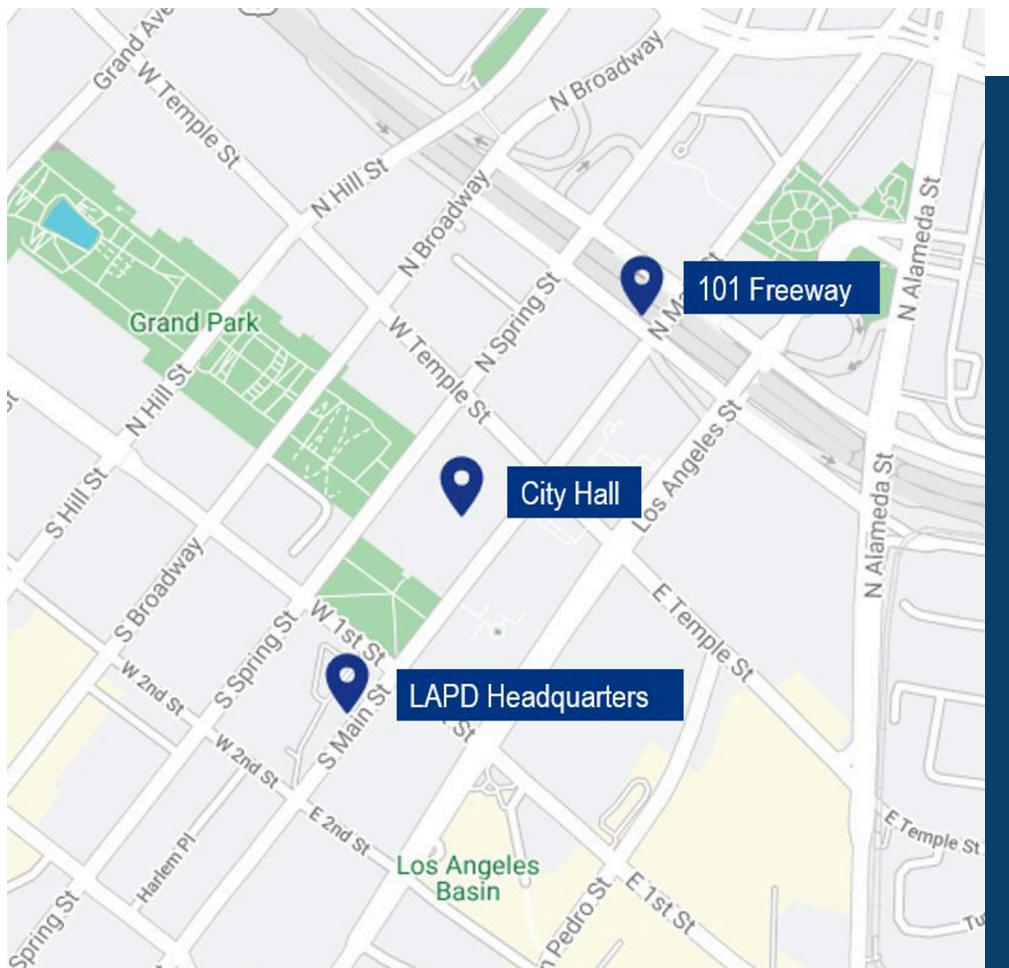 Grand Ave
W Temple St
N Hill St
N Broadway
N Broadway
N Alameda St
N Spring St
101 Freeway
Grand Park
W Temple St
N Hill St
Los Angeles St
City Hall
S Hill St
N Alameda St
S Broadway
E Temple St
W 1st St
S Spring St
W 2nd St
LAPD Headquarters
S Main St
W 2nd St
E 2nd St
E Temple St
Harlem Pl
Los Angeles
Basin
E 1st St
Pedro St
Spring St